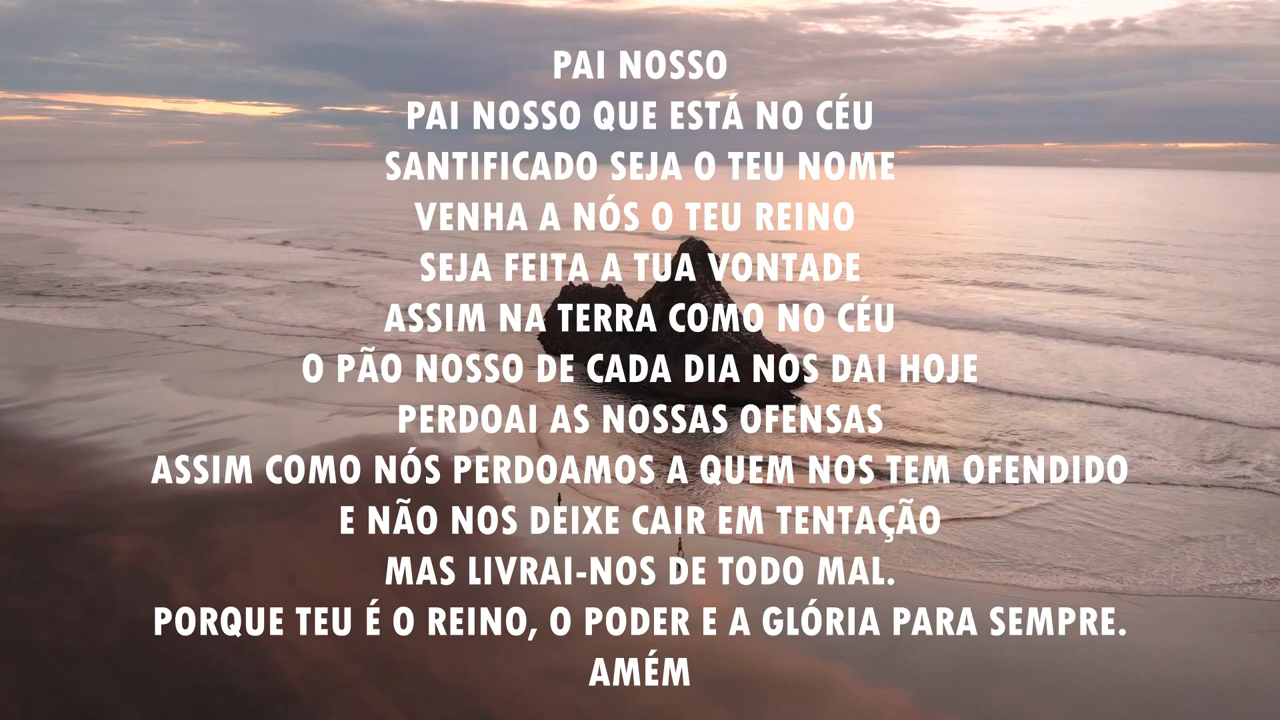 PAI NOSSO
PAI NOSSO QUE ESTÁ NO CÉU
SANTIFICADO SEJA O TEU NOME
VENHA A NÓS O TEU REINO
SEJA FEITA A TUA VONTADE
ASSIM NA TERRA COMO NO CÉU
O PÃO NOSSO DE CADA DIA NOS DAI HOJE
PERDOAI AS NOSSAS OFENSAS
ASSIM COMO NÓS PERDOAMOS A QUEM NOS TEM OFENDIDO
E NÃO NOS DEIXE CAIR EM TENTAÇÃO
MAS LIVRAI-NOS DE TODO MAL.
PORQUE TEU É O REINO, O PODER E A GLÓRIA PARA SEMPRE.
AMÉM